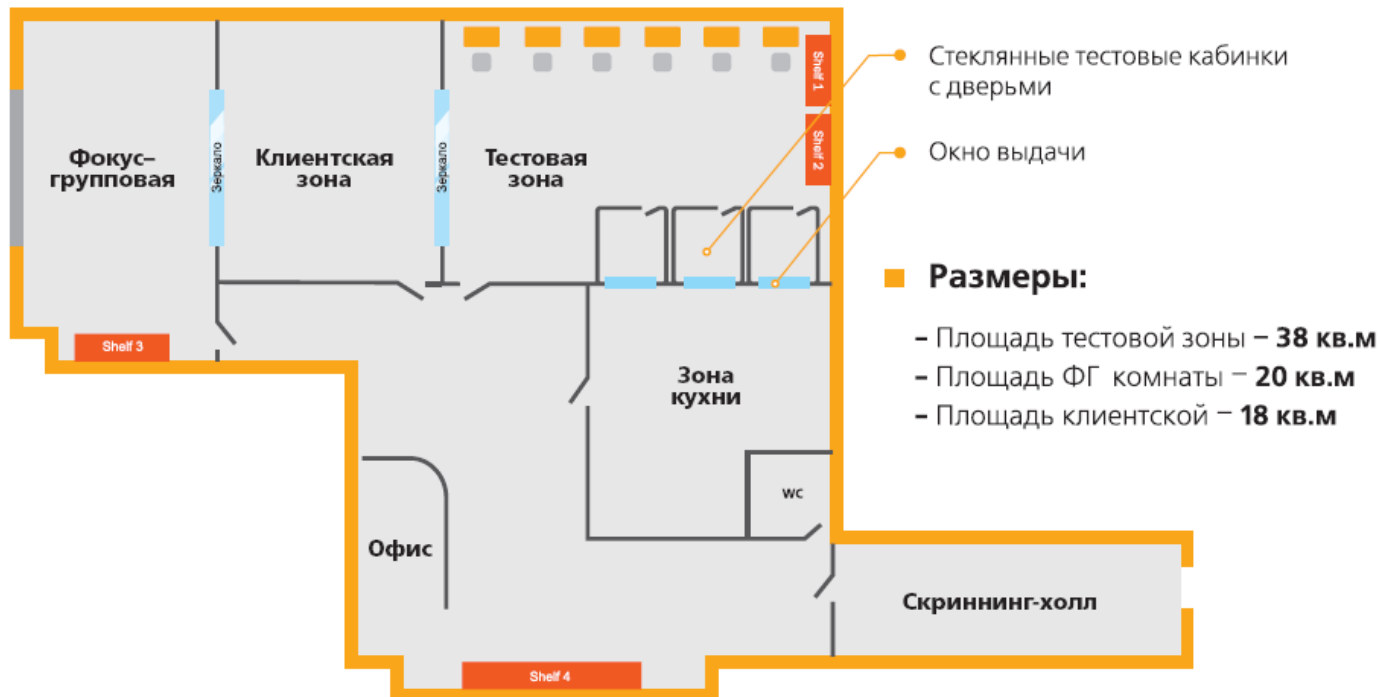 Фокус–
групповая
Зеркало
Клиентская
зона
Зеркало
Тестовая
зона
Shelf 1
Shelf 2
Стеклянные тестовые кабинки
с дверьми
Окно выдачи
Размеры:
– Площадь тестовой зоны – 38 кв.м
– Площадь ФГ комнаты – 20 кв.м
– Площадь клиентской – 18 кв.м
Shelf 3
Зона
кухни
wc
Офис
Скриннинг-холл
Shelf 4